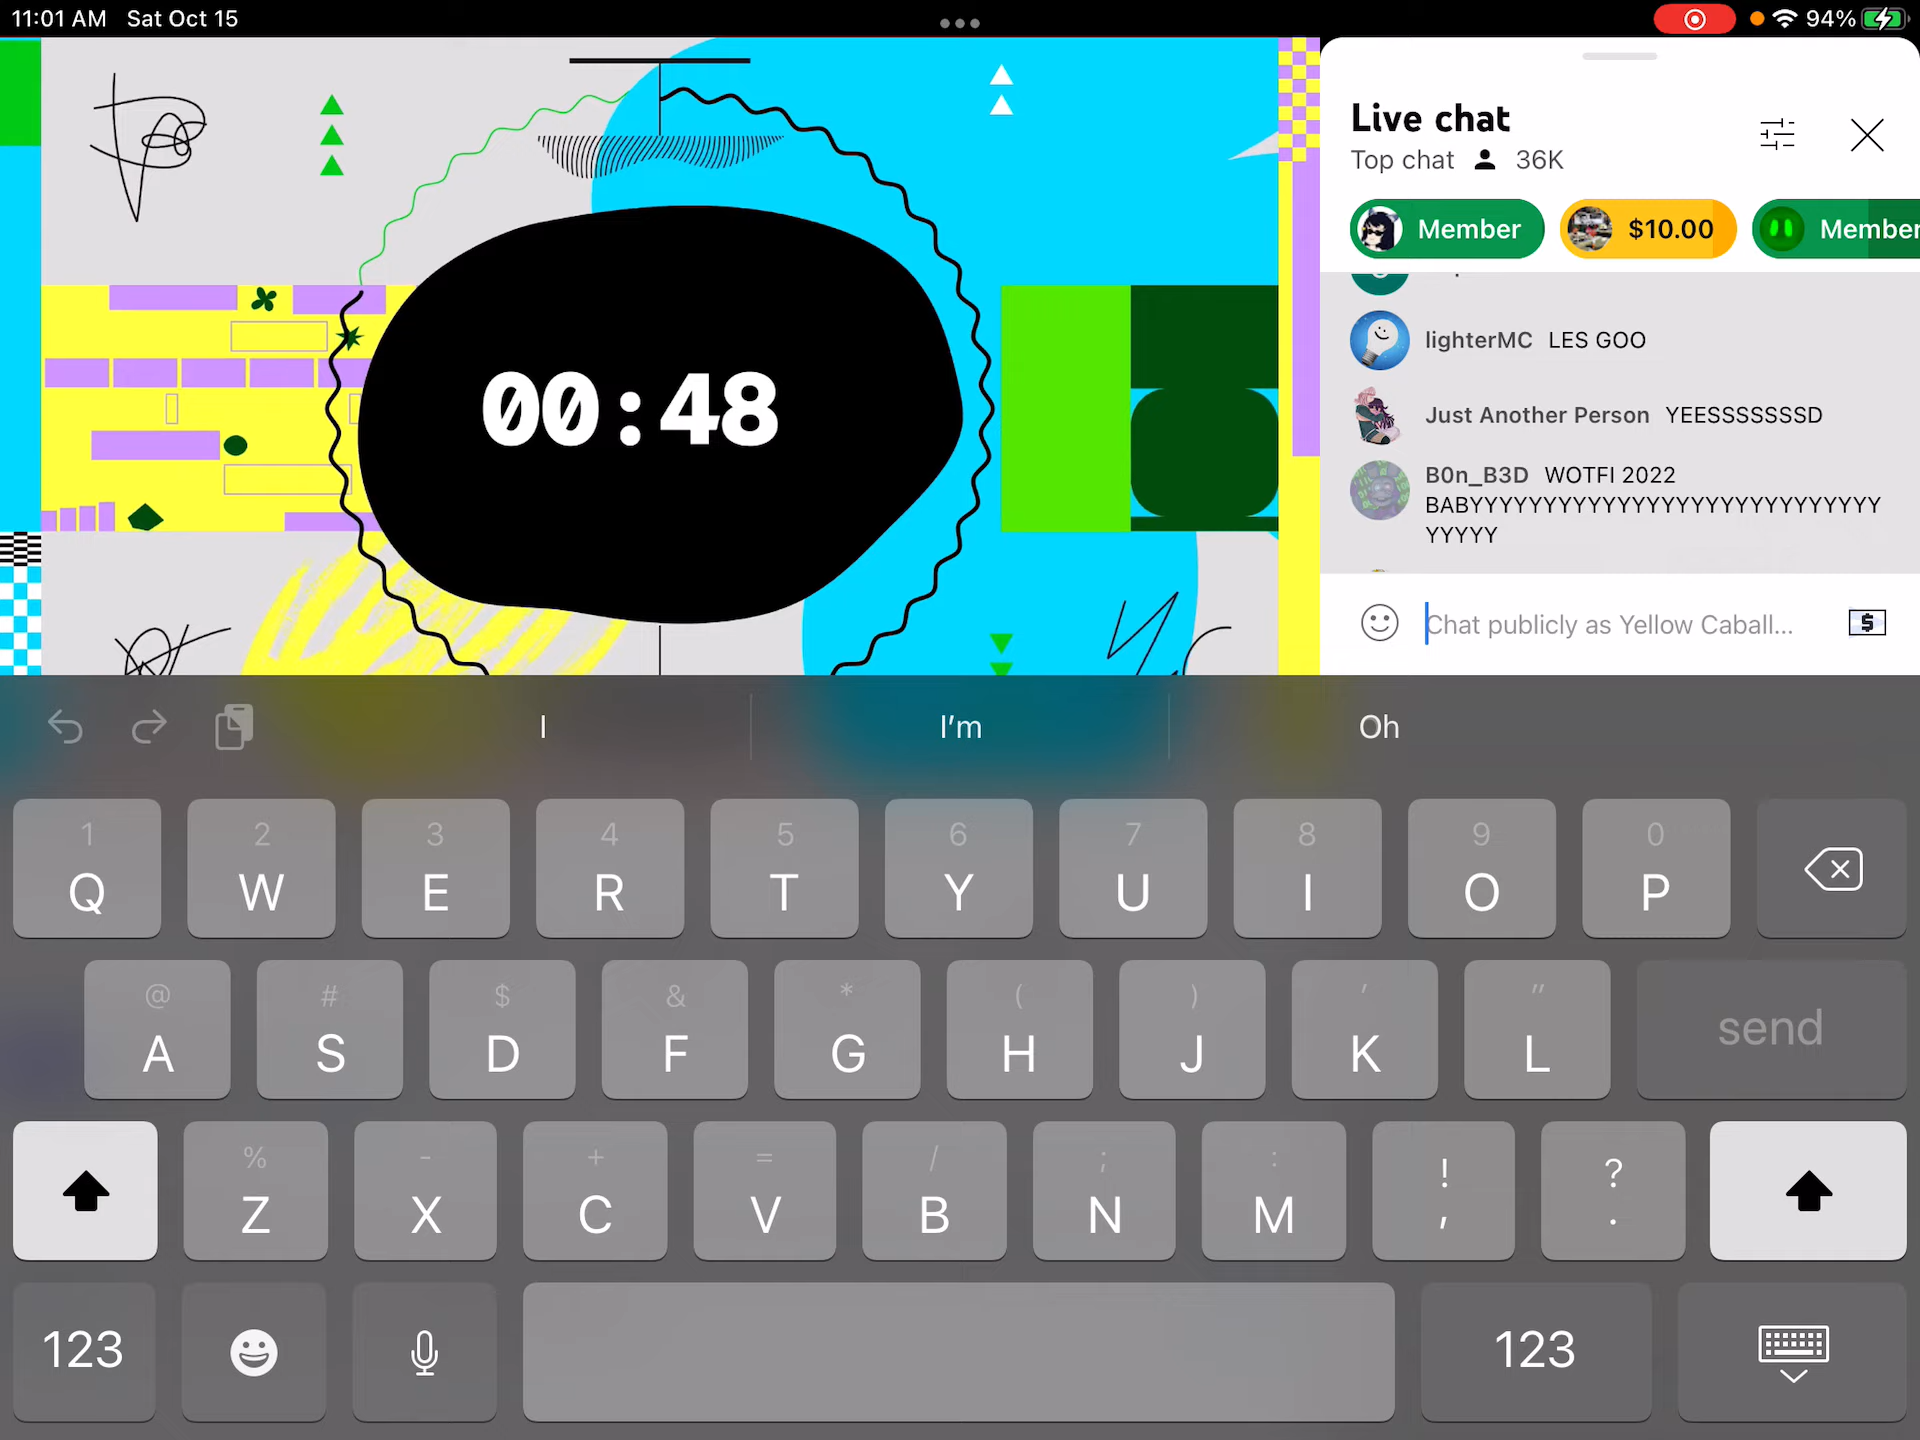 11:01 AM Sat Oct 15
94%
00:48
Live chat
Top chat 36K
Member
$10.00
Member
lighterMC LES GOO
Just Another Person YEESSSSSSSD
B0n_B3D WOTFI 2022
BABYYYYYYYYYYYYYYYYYYYYYYYYYYYY
YYYYY
Chat publicly as Yellow Caball...
$
I
I'm
Oh
1 2 3 4 5 6 7 8 9 0
Q W E R T Y U I O P
@ # $ & * ( ) ' "
A S D F G H J K L
send
% - + = / ; : ! ?
Z X C V B N M , .
123
123